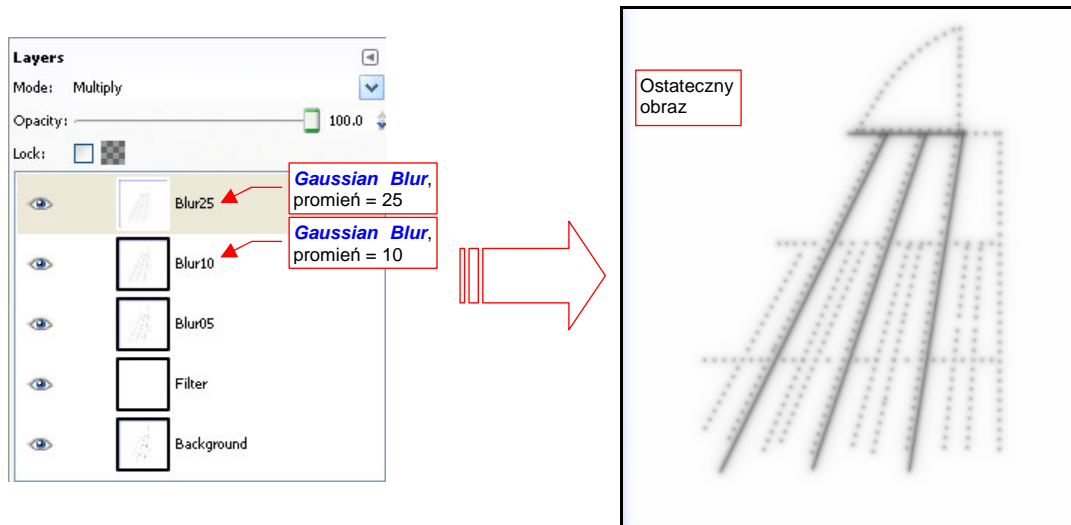 Layers
Mode: Multiply
Opacity: 100.0
Lock:
Blur25
Gaussian Blur,
promień = 25
Blur10
Gaussian Blur,
promień = 10
Blur05
Filter
Background
Ostateczny
obraz